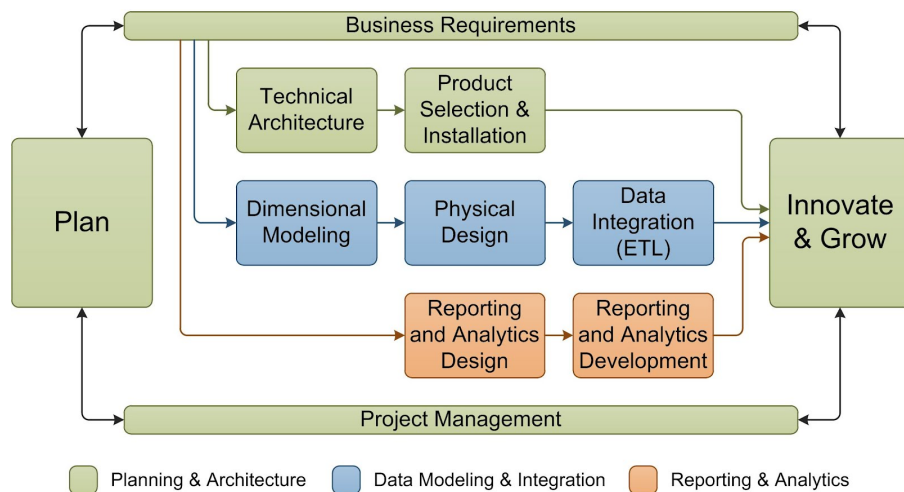 Business Requirements
Technical
Architecture
Product
Selection &
Installation
Plan
Dimensional
Modeling
Physical
Design
Data
Integration
(ETL)
Innovate
& Grow
Reporting
and Analytics
Design
Reporting
and Analytics
Development
Project Management
Planning & Architecture
Data Modeling & Integration
Reporting & Analytics